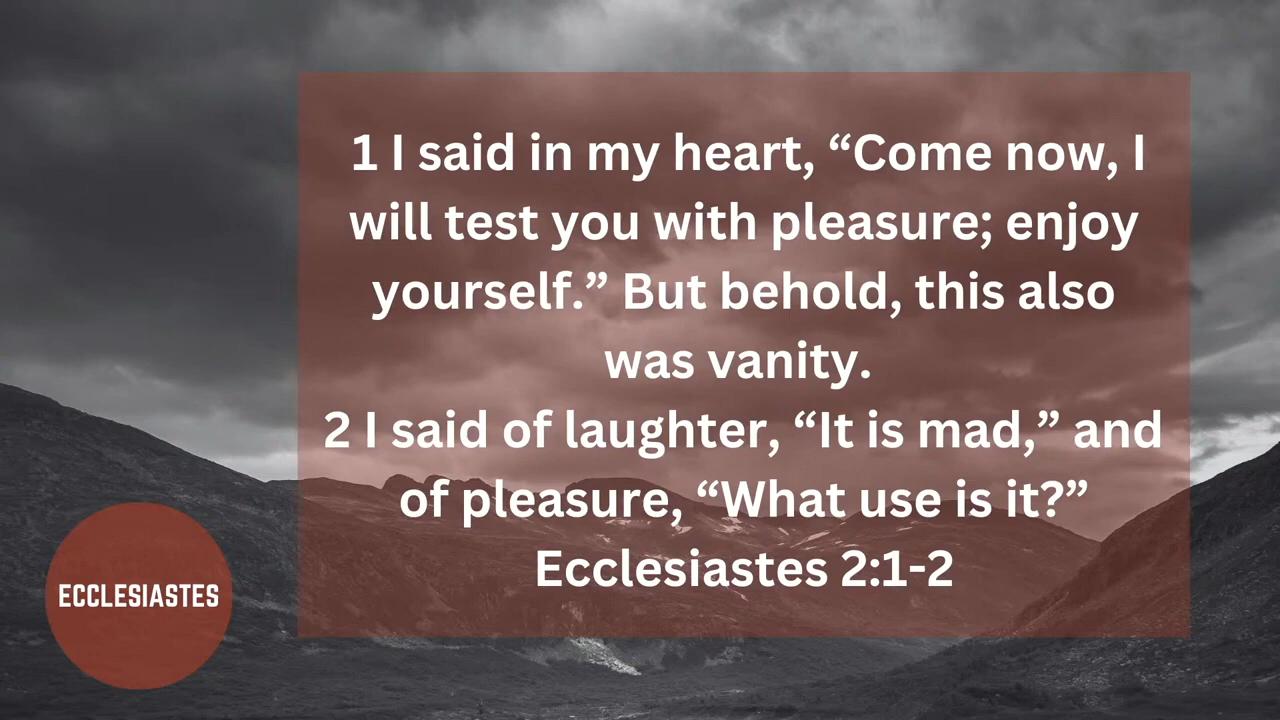 1 I said in my heart, “Come now, I
will test you with pleasure; enjoy
yourself.” But behold, this also
was vanity.
2 I said of laughter, “It is mad,” and
of pleasure, “What use is it?”
Ecclesiastes 2:1-2
ECCLESIASTES